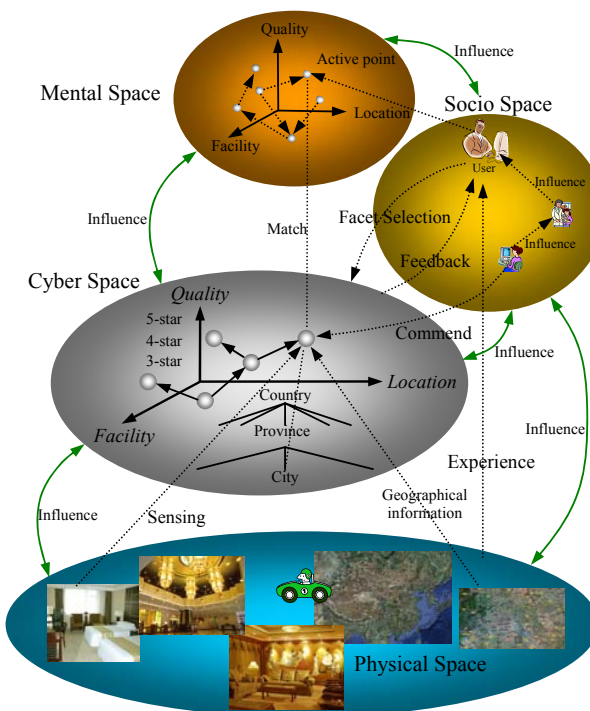 Quality
Active point
Influence
Mental Space
Socio Space
Location
Facility
User
Influence
Influence
Facet Selection
Match
Influence
Feedback
Cyber Space
Quality
5-star
4-star
3-star
Commend
Influence
Location
Country
Facility
Province
Influence
City
Experience
Geographical
information
Influence
Sensing
1
Physical Space